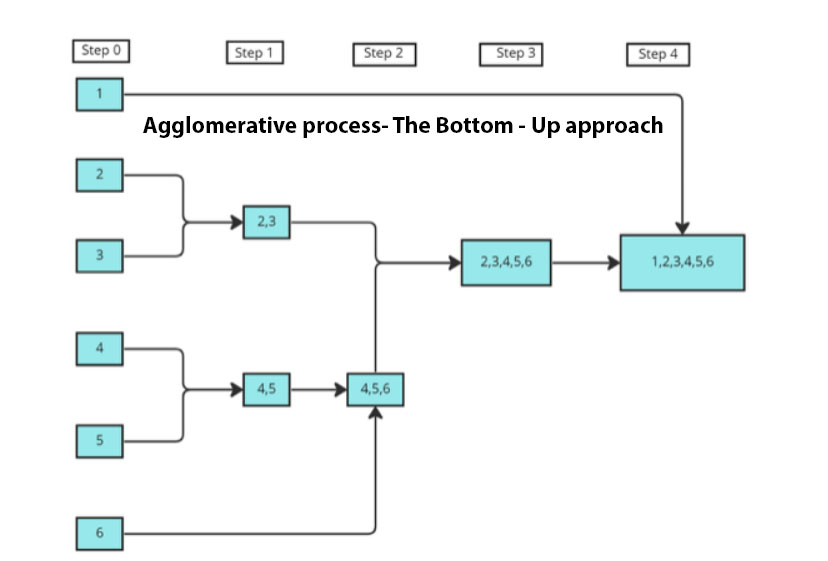 Step 0
Step 1
Step 2
Step 3
Step 4
1
Agglomerative process- The Bottom - Up approach
2
3
2,3
2,3,4,5,6
1,2,3,4,5,6
4
5
4,5
4,5,6
6